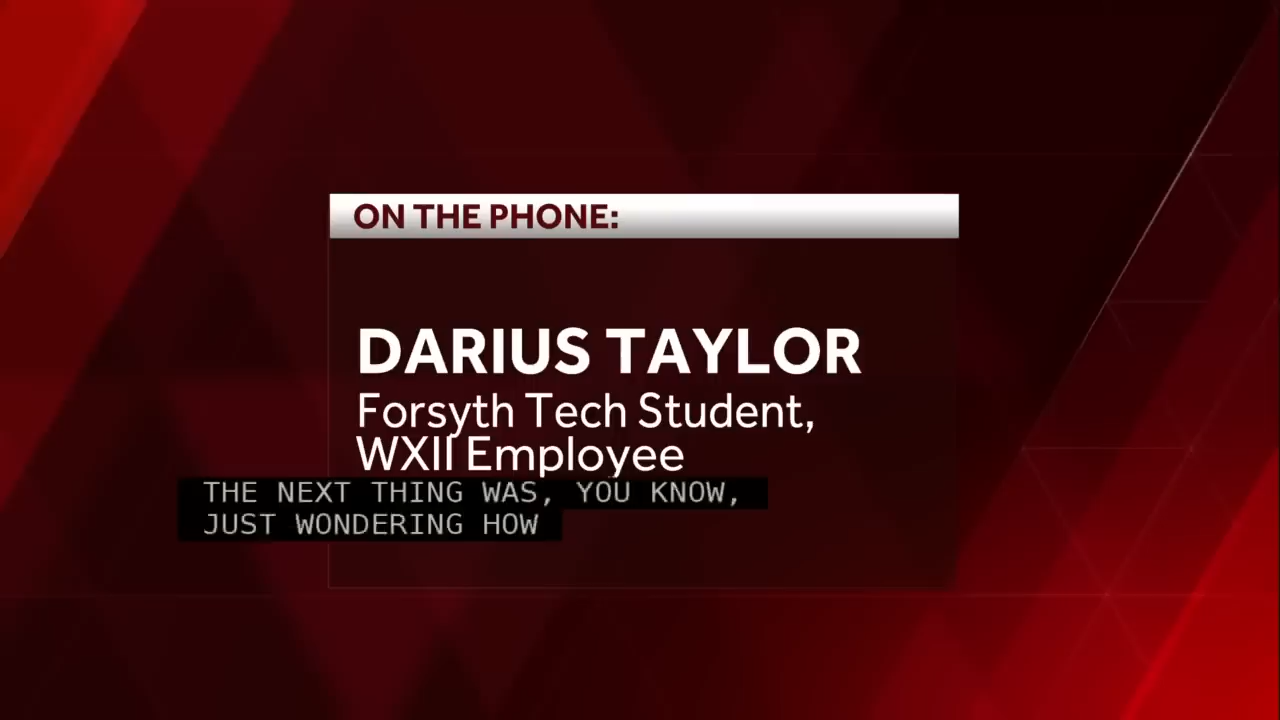 ON THE PHONE:
DARIUS TAYLOR
Forsyth Tech Student,
WXII Employee
THE NEXT THING WAS, YOU KNOW,
JUST WONDERING HOW